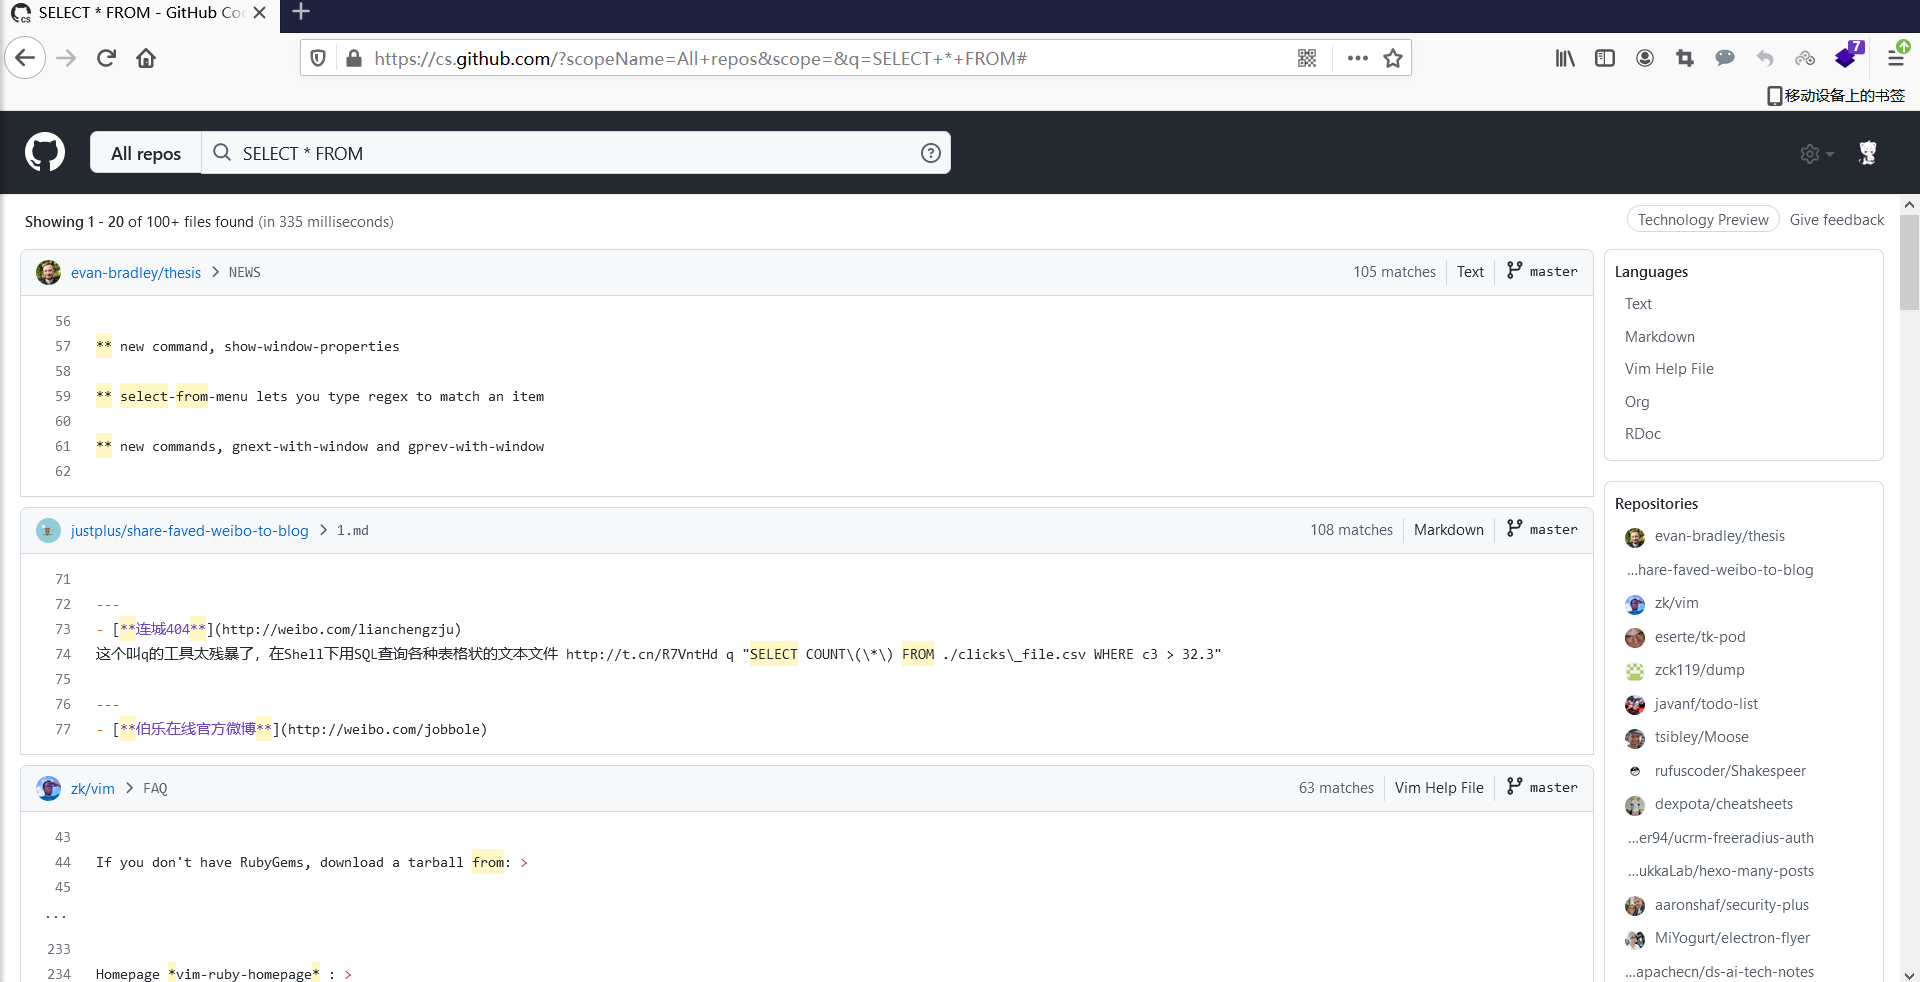 SELECT * FROM - GitHub Co
https://cs.github.com/?scopeName=All+repos&scope=&q=SELECT+*+FROM#
7
移动设备上的书签
All repos
SELECT * FROM
Showing 1 - 20 of 100+ files found (in 335 milliseconds)
Technology Preview
Give feedback
evan-bradley/thesis > NEWS
105 matches
Text
master
56
57 ** new command, show-window-properties
58
59 ** select-from-menu lets you type regex to match an item
60
61 ** new commands, gnext-with-window and gprev-with-window
62
justplus/share-faved-weibo-to-blog > 1.md
108 matches
Markdown
master
71
72 ---
73 - [**连城404**](http://weibo.com/lianchengzju)
74 这个叫q的工具太残暴了，在Shell下用SQL查询各种表格状的文本文件 http://t.cn/R7VntHd q "SELECT COUNT\(\*\) FROM ./clicks\_file.csv WHERE c3 > 32.3"
75
76 ---
77 - [**伯乐在线官方微博**](http://weibo.com/jobbole)
zk/vim > FAQ
63 matches
Vim Help File
master
43
44 If you don't have RubyGems, download a tarball from: >
45
...
233
234 Homepage *vim-ruby-homepage* : >
Languages
Text
Markdown
Vim Help File
Org
RDoc
Repositories
evan-bradley/thesis
...hare-faved-weibo-to-blog
zk/vim
eserte/tk-pod
zck119/dump
javanf/todo-list
tsibley/Moose
rufuscoder/Shakespeer
dexpota/cheatsheets
...er94/ucrm-freeradius-auth
...ukkaLab/hexo-many-posts
aaronshaf/security-plus
MiYogurt/electron-flyer
...apachecn/ds-ai-tech-notes